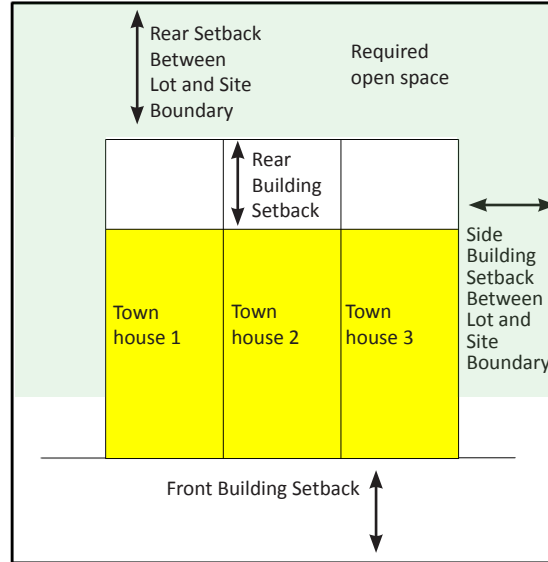 Rear Setback
Between
Lot and Site
Boundary
Required
open space
Rear
Building
Setback
Side
Building
Setback
Between
Lot and
Site
Boundary
Town
house 1
Town
house 2
Town
house 3
Front Building Setback